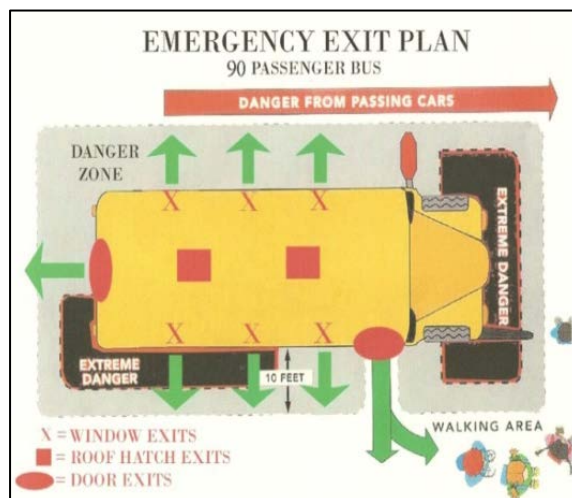 EMERGENCY EXIT PLAN
90 PASSENGER BUS
DANGER FROM PASSING CARS
DANGER
ZONE
X X X
EXTREME DANGER
X X X
EXTREME
DANGER
10 FEET
WALKING AREA
X = WINDOW EXITS
= ROOF HATCH EXITS
= DOOR EXITS